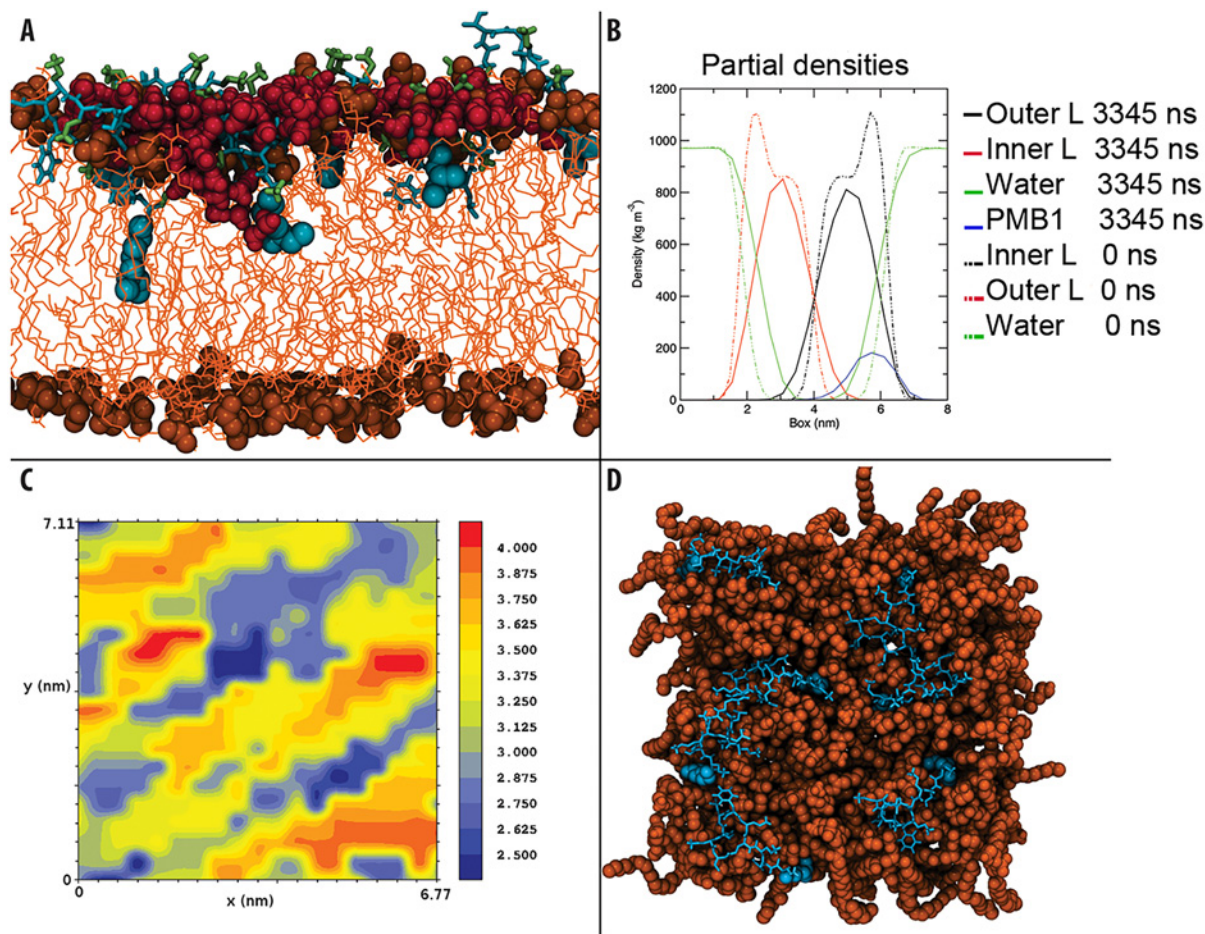 A
B
Partial densities
1200
1000
800
600
400
200
0
Density (kg m⁻³)
0 2 4 6 8
Box (nm)
Outer L 3345 ns
Inner L 3345 ns
Water 3345 ns
PMB1 3345 ns
Inner L 0 ns
Outer L 0 ns
Water 0 ns
C
7.11
y (nm)
0
0
6.77
x (nm)
4.000
3.875
3.750
3.625
3.500
3.375
3.250
3.125
3.000
2.875
2.750
2.625
2.500
D